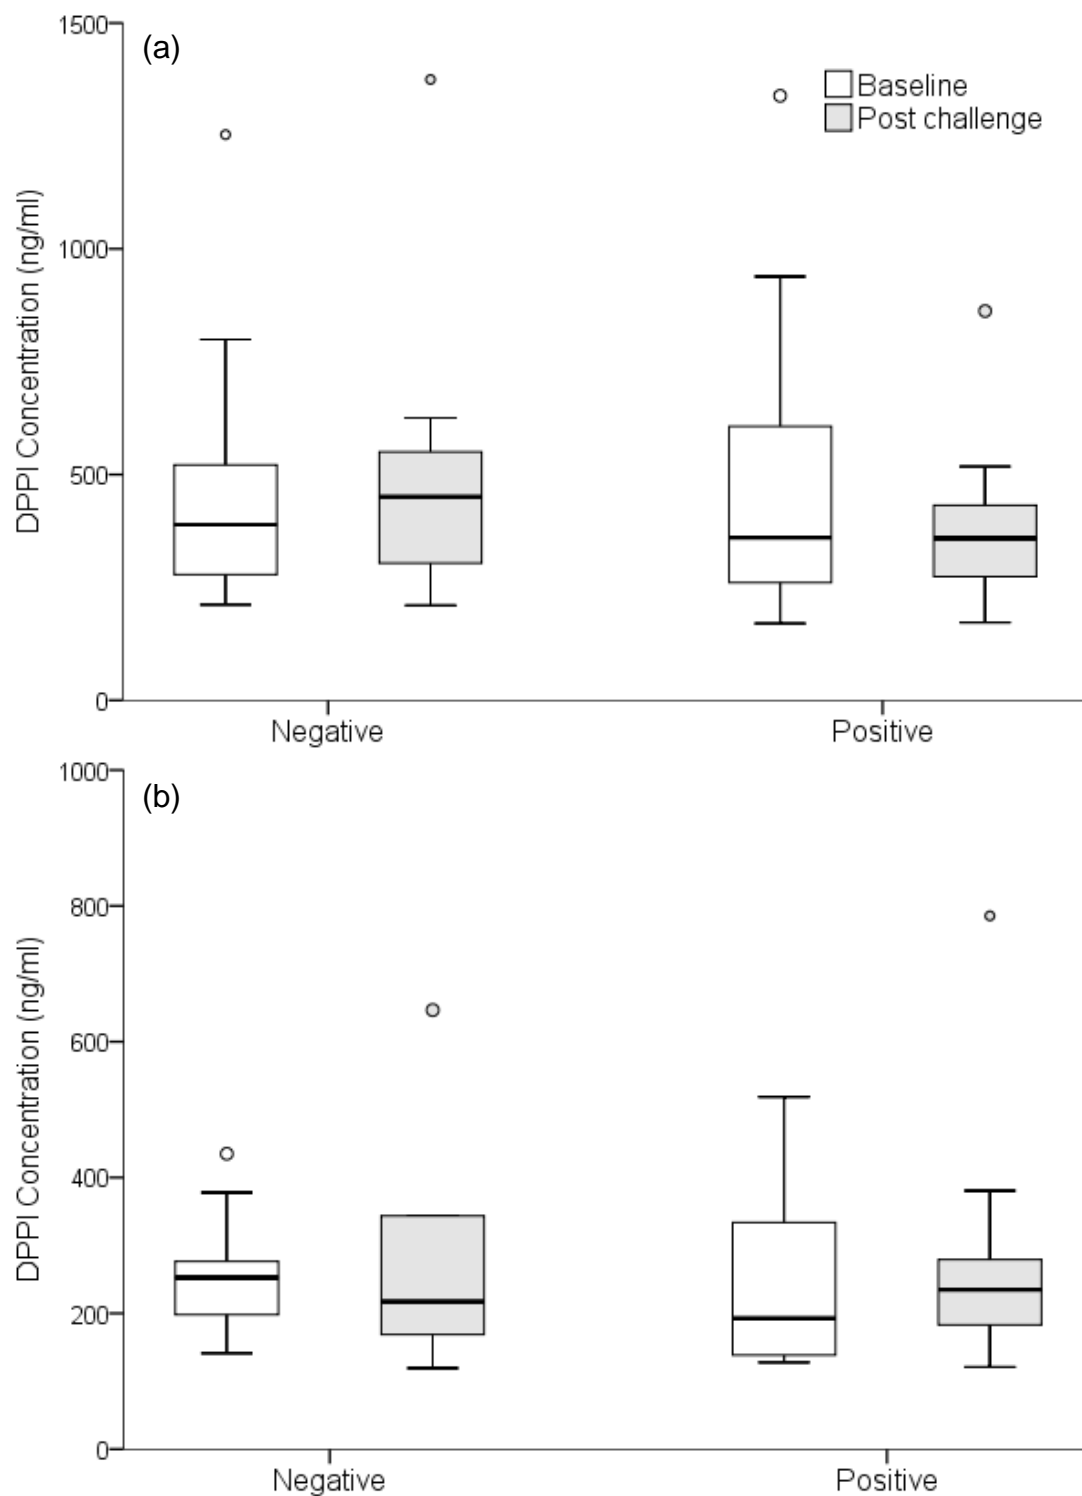 1500
(a)
Baseline
Post challenge
1000
500
0
DPPI Concentration (ng/ml)
Negative
Positive
1000
(b)
800
600
400
200
0
DPPI Concentration (ng/ml)
Negative
Positive